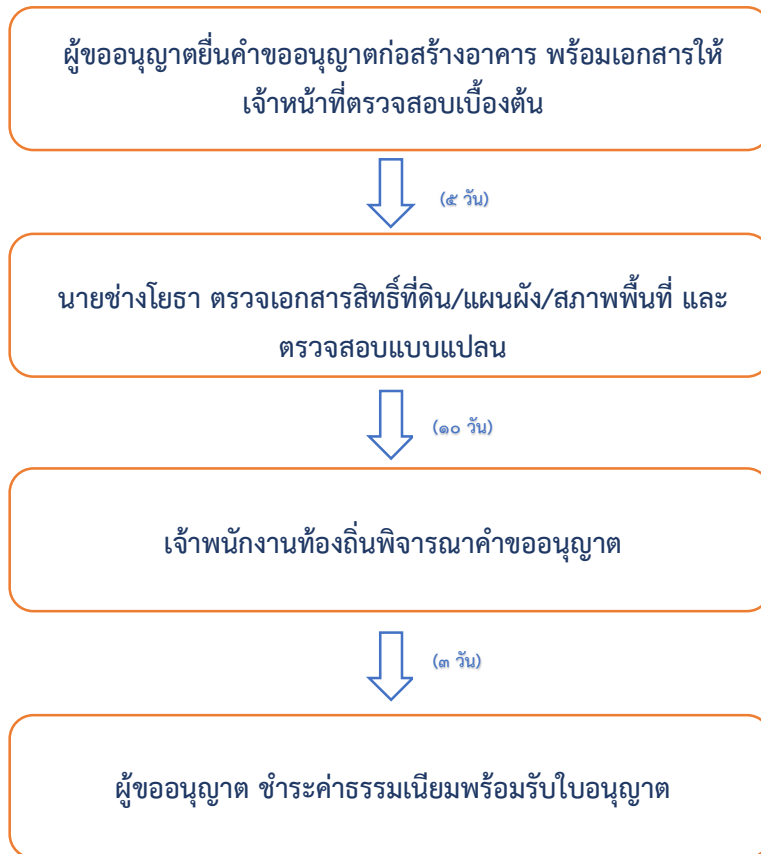 ผู้ขออนุญาตยื่นคำขออนุญาตก่อสร้างอาคาร พร้อมเอกสารให้
เจ้าหน้าที่ตรวจสอบเบื้องต้น
(๕ วัน)
นายช่างโยธา ตรวจเอกสารสิทธิ์ที่ดิน/แผนผัง/สภาพพื้นที่ และ
ตรวจสอบแบบแปลน
(๑๐ วัน)
เจ้าพนักงานท้องถิ่นพิจารณาคำขออนุญาต
(๓ วัน)
ผู้ขออนุญาต ชำระค่าธรรมเนียมพร้อมรับใบอนุญาต